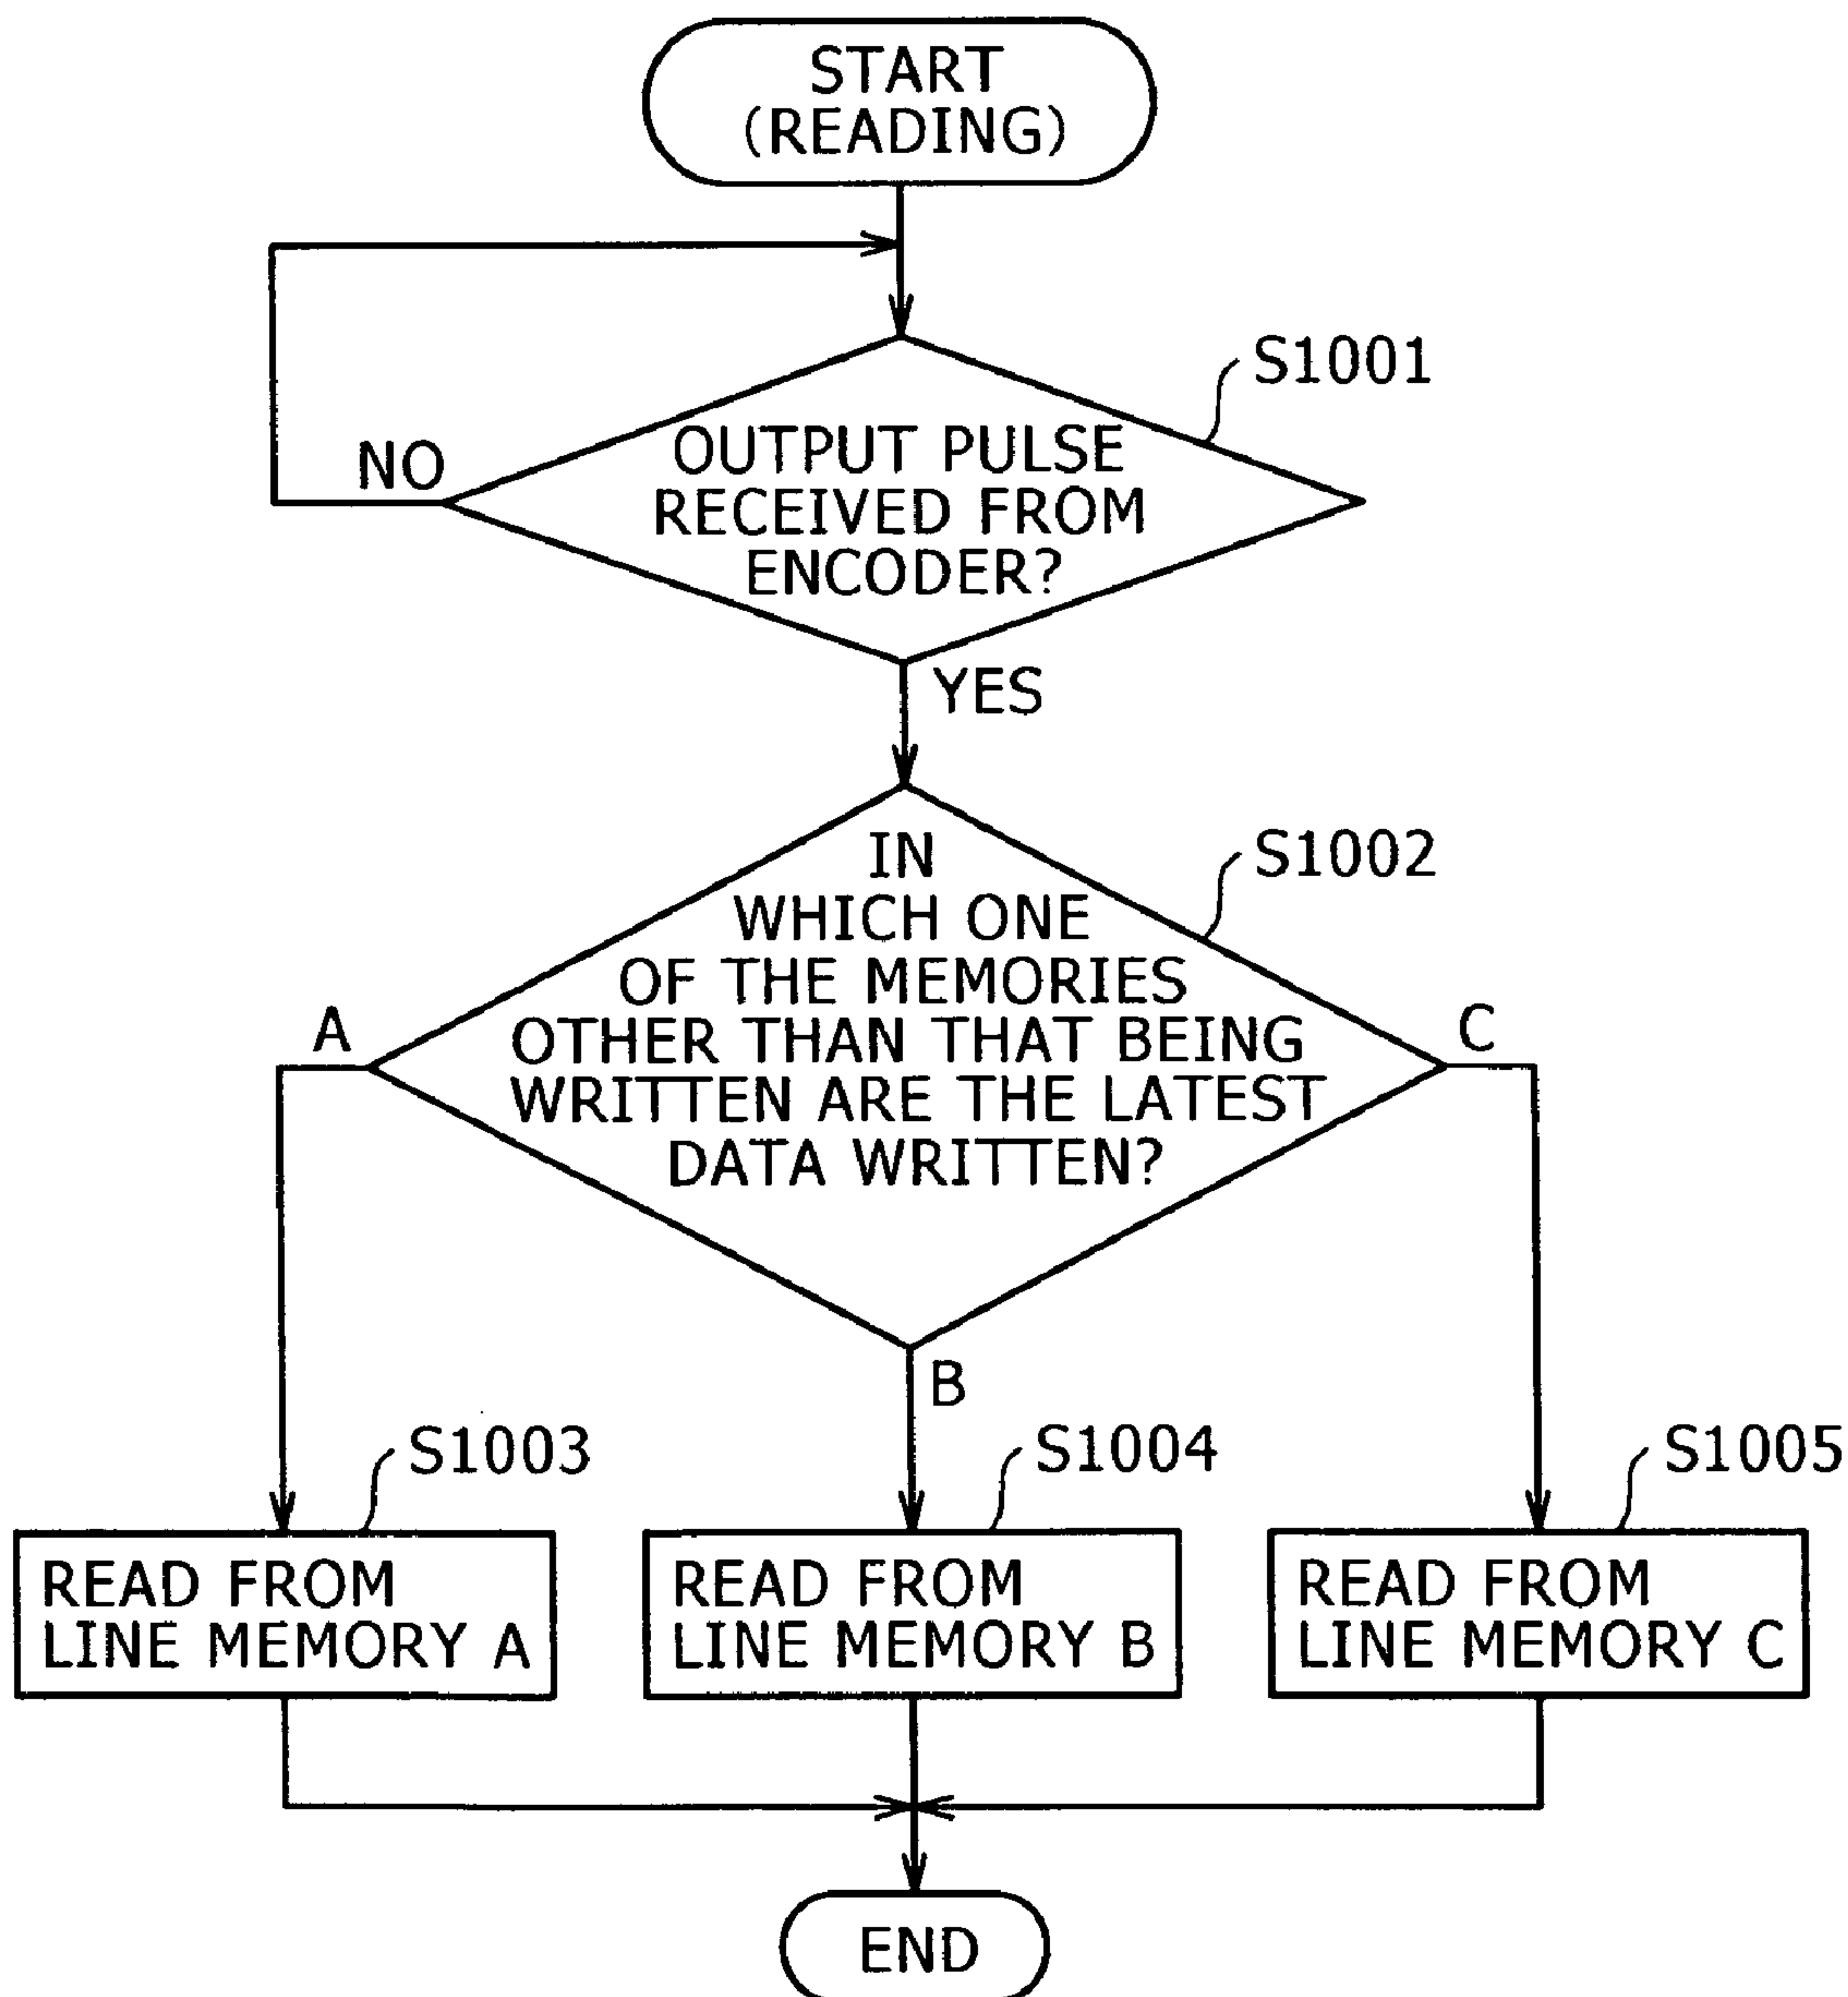 START
(READING)
S1001
NO
OUTPUT PULSE
RECEIVED FROM
ENCODER?
YES
S1002
IN
WHICH ONE
OF THE MEMORIES
OTHER THAN THAT BEING
WRITTEN ARE THE LATEST
DATA WRITTEN?
A
C
B
S1003
S1004
S1005
READ FROM
LINE MEMORY A
READ FROM
LINE MEMORY B
READ FROM
LINE MEMORY C
END